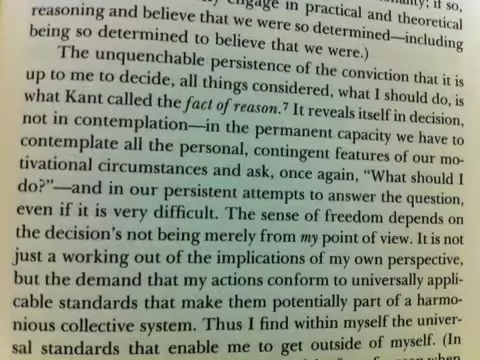 engage in practical and theoretical
reasoning and believe that we were so determined—including
being so determined to believe that we were.)
The unquenchable persistence of the conviction that it is
up to me to decide, all things considered, what I should do, is
what Kant called the fact of reason.⁷ It reveals itself in decision,
not in contemplation—in the permanent capacity we have to
contemplate all the personal, contingent features of our mo-
tivational circumstances and ask, once again, “What should I
do?”—and in our persistent attempts to answer the question,
even if it is very difficult. The sense of freedom depends on
the decision’s not being merely from my point of view. It is not
just a working out of the implications of my own perspective,
but the demand that my actions conform to universally appli-
cable standards that make them potentially part of a harmo-
nious collective system. Thus I find within myself the univer-
sal standards that enable me to get outside of myself. (In